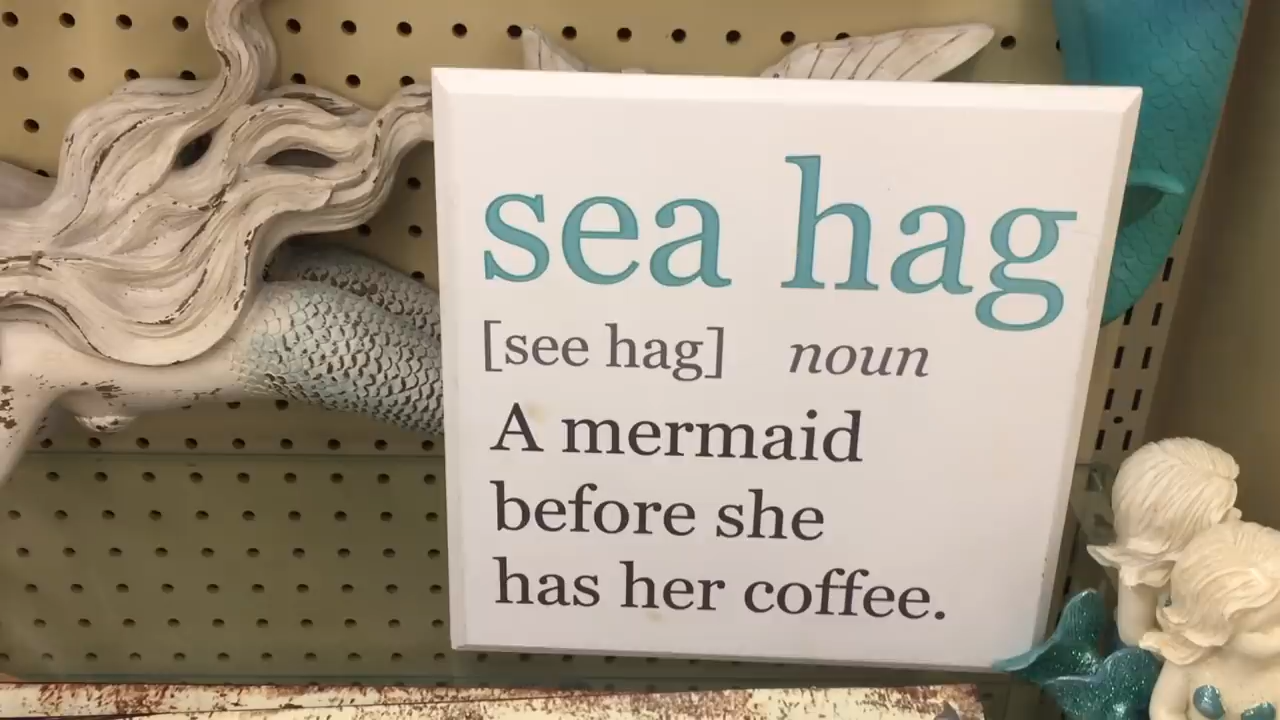 sea hag
[see hag] noun
A mermaid
before she
has her coffee.